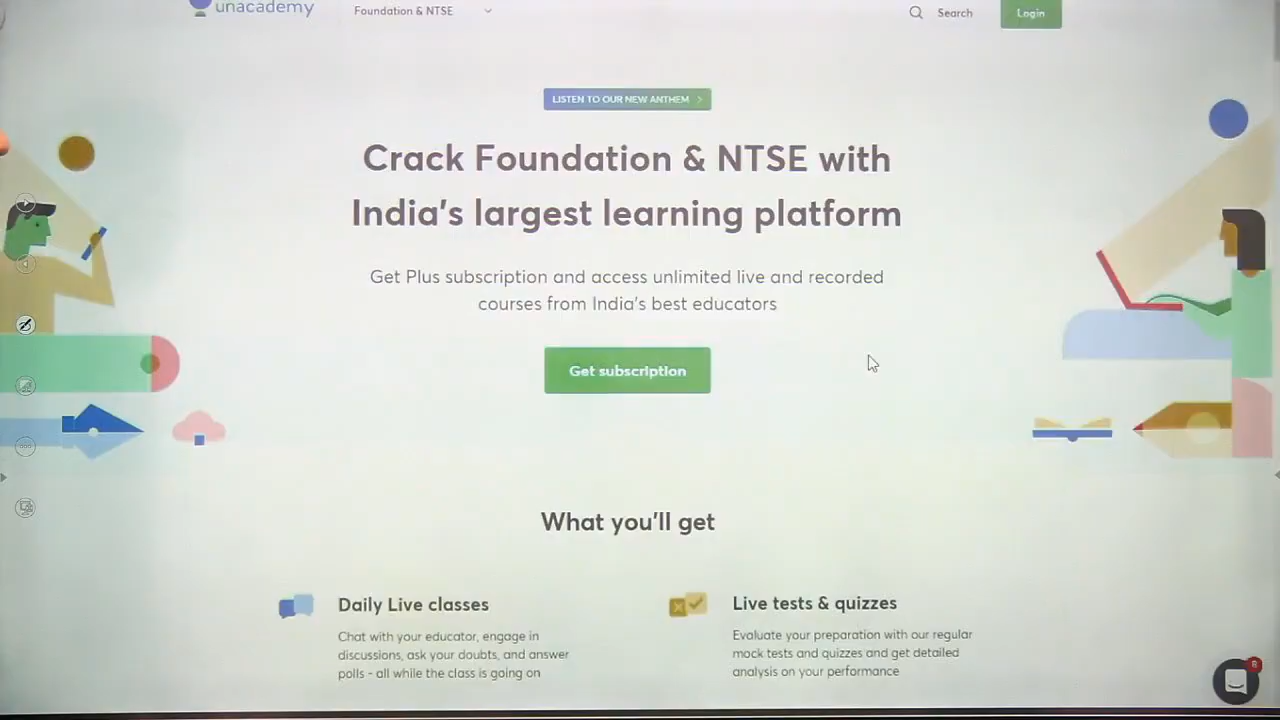 unacademy
Foundation & NTSE
Search
Login
LISTEN TO OUR NEW ANTHEM
Crack Foundation & NTSE with
India's largest learning platform
Get Plus subscription and access unlimited live and recorded
courses from India's best educators
Get subscription
What you'll get
Daily Live classes
Chat with your educator, engage in
discussions, ask your doubts, and answer
polls - all while the class is going on
Live tests & quizzes
Evaluate your preparation with our regular
mock tests and quizzes and get detailed
analysis on your performance